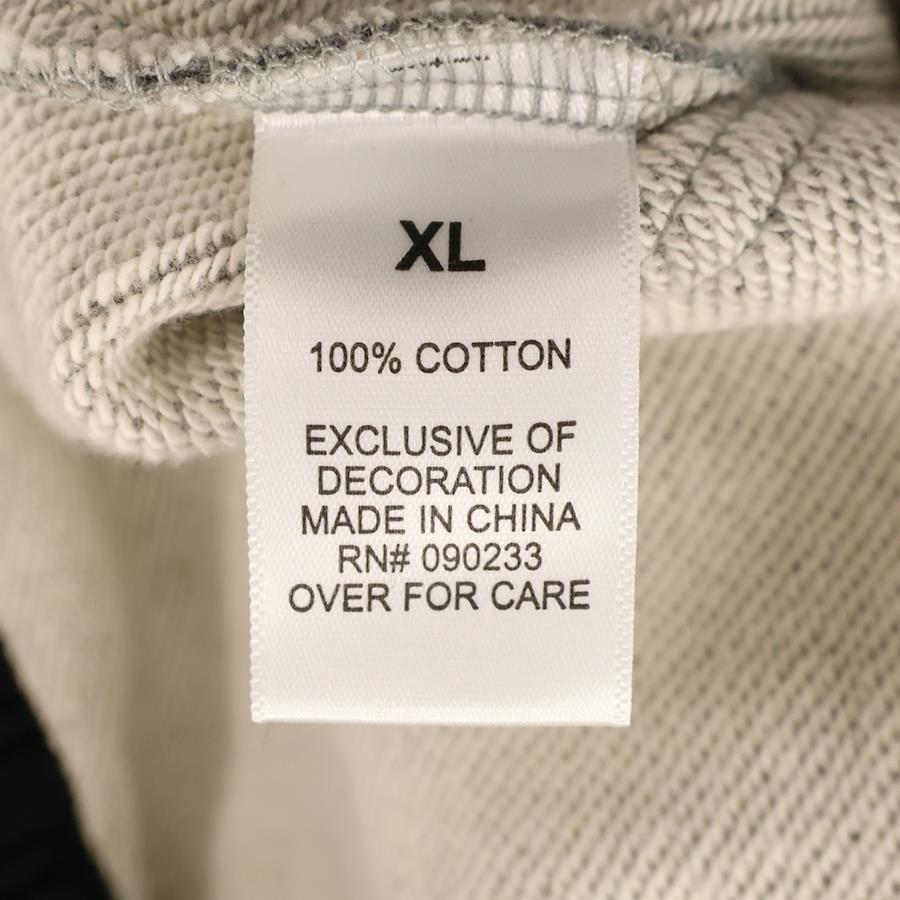 XL
100% COTTON
EXCLUSIVE OF
DECORATION
MADE IN CHINA
RN# 090233
OVER FOR CARE